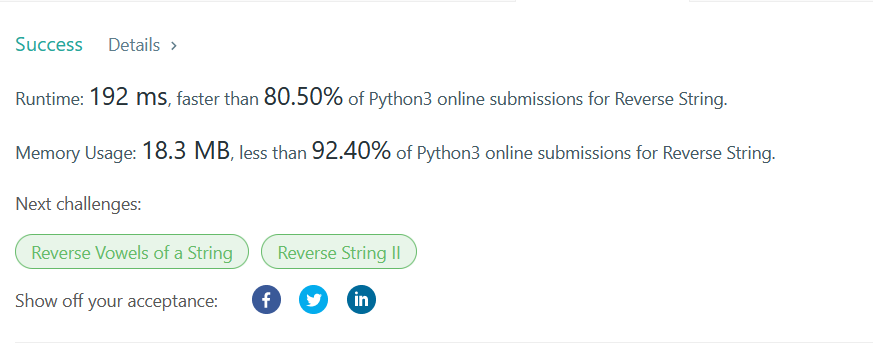 Success Details >
Runtime: 192 ms, faster than 80.50% of Python3 online submissions for Reverse String.
Memory Usage: 18.3 MB, less than 92.40% of Python3 online submissions for Reverse String.
Next challenges:
Reverse Vowels of a String Reverse String II
Show off your acceptance: f in